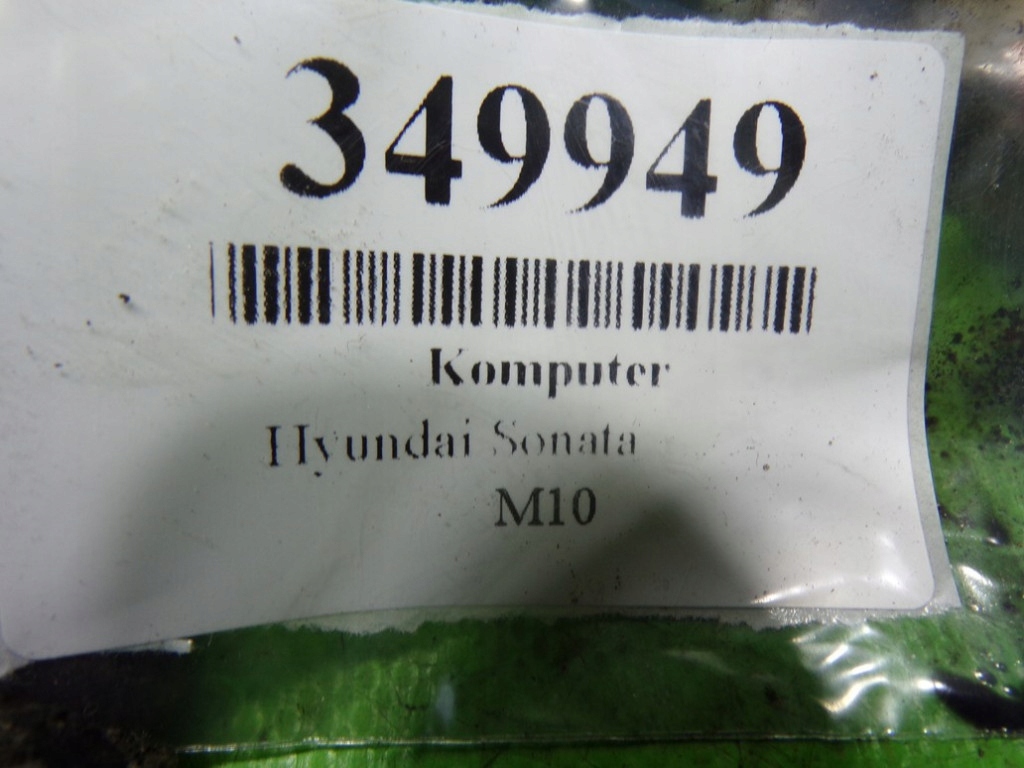 349949
Komputer
Hyundai Sonata
M10